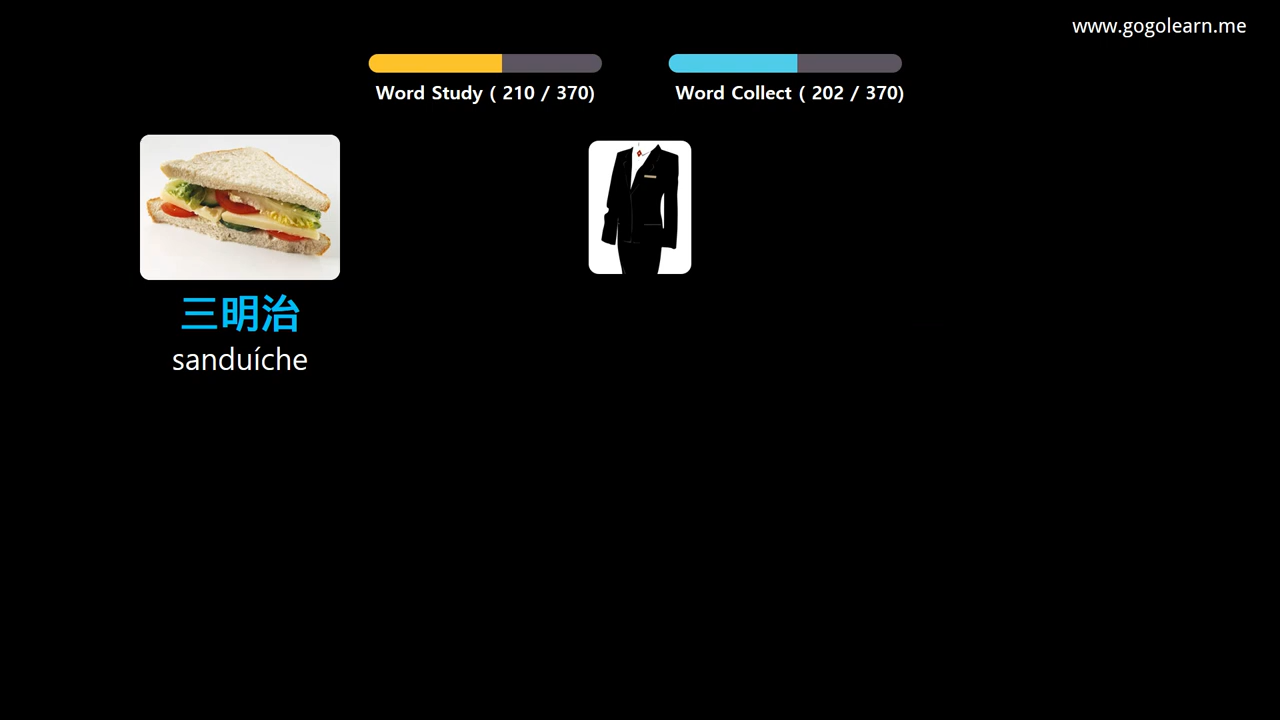 www.gogolearn.me
Word Study ( 210 / 370)
Word Collect ( 202 / 370)
三明治
sanduíche